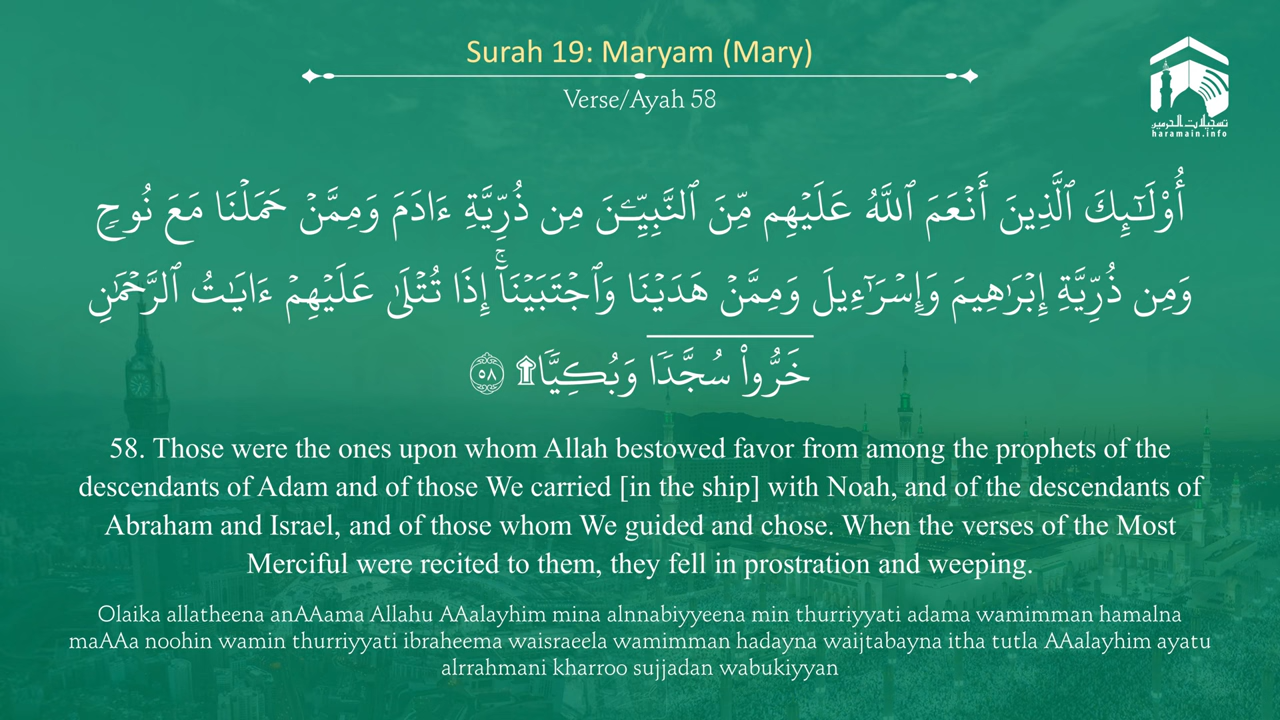 Surah 19: Maryam (Mary)
Verse/Ayah 58
تسجيلات الحرمين
haramain.info
أُوْلَـٰٓئِكَ ٱلَّذِينَ أَنۡعَمَ ٱللَّهُ عَلَيۡهِم مِّنَ ٱلنَّبِيِّـۧنَ مِن ذُرِّيَّةِ ءَادَمَ وَمِمَّنۡ حَمَلۡنَا مَعَ نُوحٖ
وَمِن ذُرِّيَّةِ إِبۡرَٰهِيمَ وَإِسۡرَـٰٓءِيلَ وَمِمَّنۡ هَدَيۡنَا وَٱجۡتَبَيۡنَآۚ إِذَا تُتۡلَىٰ عَلَيۡهِمۡ ءَايَٰتُ ٱلرَّحۡمَٰنِ
خَرُّواْۤ سُجَّدٗا وَبُكِيّٗا۩ ٥٨
58. Those were the ones upon whom Allah bestowed favor from among the prophets of the
descendants of Adam and of those We carried [in the ship] with Noah, and of the descendants of
Abraham and Israel, and of those whom We guided and chose. When the verses of the Most
Merciful were recited to them, they fell in prostration and weeping.
Olaika allatheena anAAama Allahu AAalayhim mina alnnabiyyeena min thurriyyati adama wamimman hamalna
maAAa noohin wamin thurriyyati ibraheema waisraeela wamimman hadayna waijtabayna itha tutla AAalayhim ayatu
alrrahmani kharroo sujjadan wabukiyyan